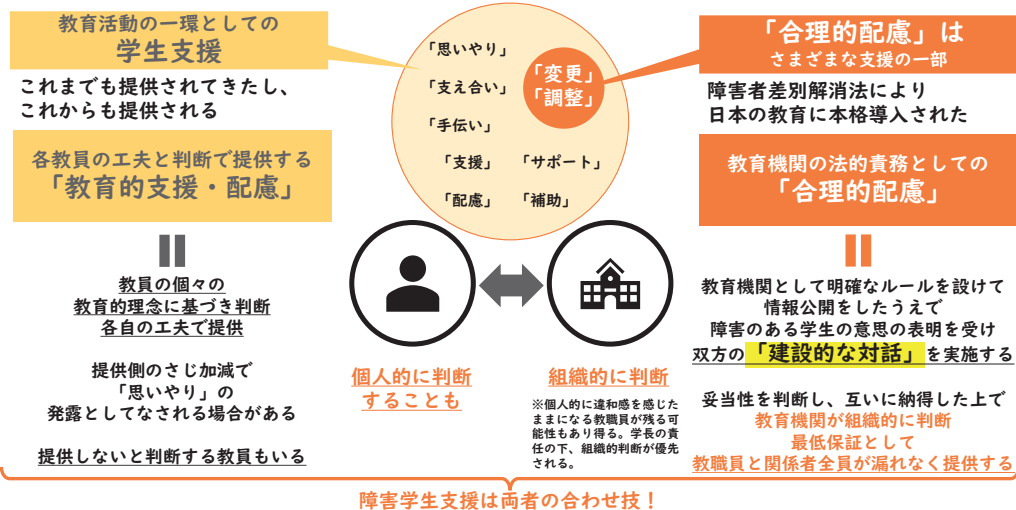 教育活動の一環としての
学生支援
これまでも提供されてきたし、
これからも提供される
各教員の工夫と判断で提供する
「教育的支援・配慮」
教員の個々の
教育的理念に基づき判断
各自の工夫で提供
提供側のさじ加減で
「思いやり」の
発露としてなされる場合がある
提供しないと判断する教員もいる
「思いやり」
「支え合い」
「手伝い」
「支援」
「サポート」
「配慮」
「補助」
「変更」
「調整」
個人的に判断
することも
組織的に判断
※個人的に違和感を感じた
ままになる教職員が残る可
能性もあり得る。学長の責
任の下、組織的判断が優先
される。
「合理的配慮」は
さまざまな支援の一部
障害者差別解消法により
日本の教育に本格導入された
教育機関の法的責務としての
「合理的配慮」
教育機関として明確なルールを設けて
情報公開をしたうえで
障害のある学生の意思の表明を受け
双方の「建設的な対話」を実施する
妥当性を判断し、互いに納得した上で
教育機関が組織的に判断
最低保証として
教職員と関係者全員が漏れなく提供する
障害学生支援は両者の合わせ技！